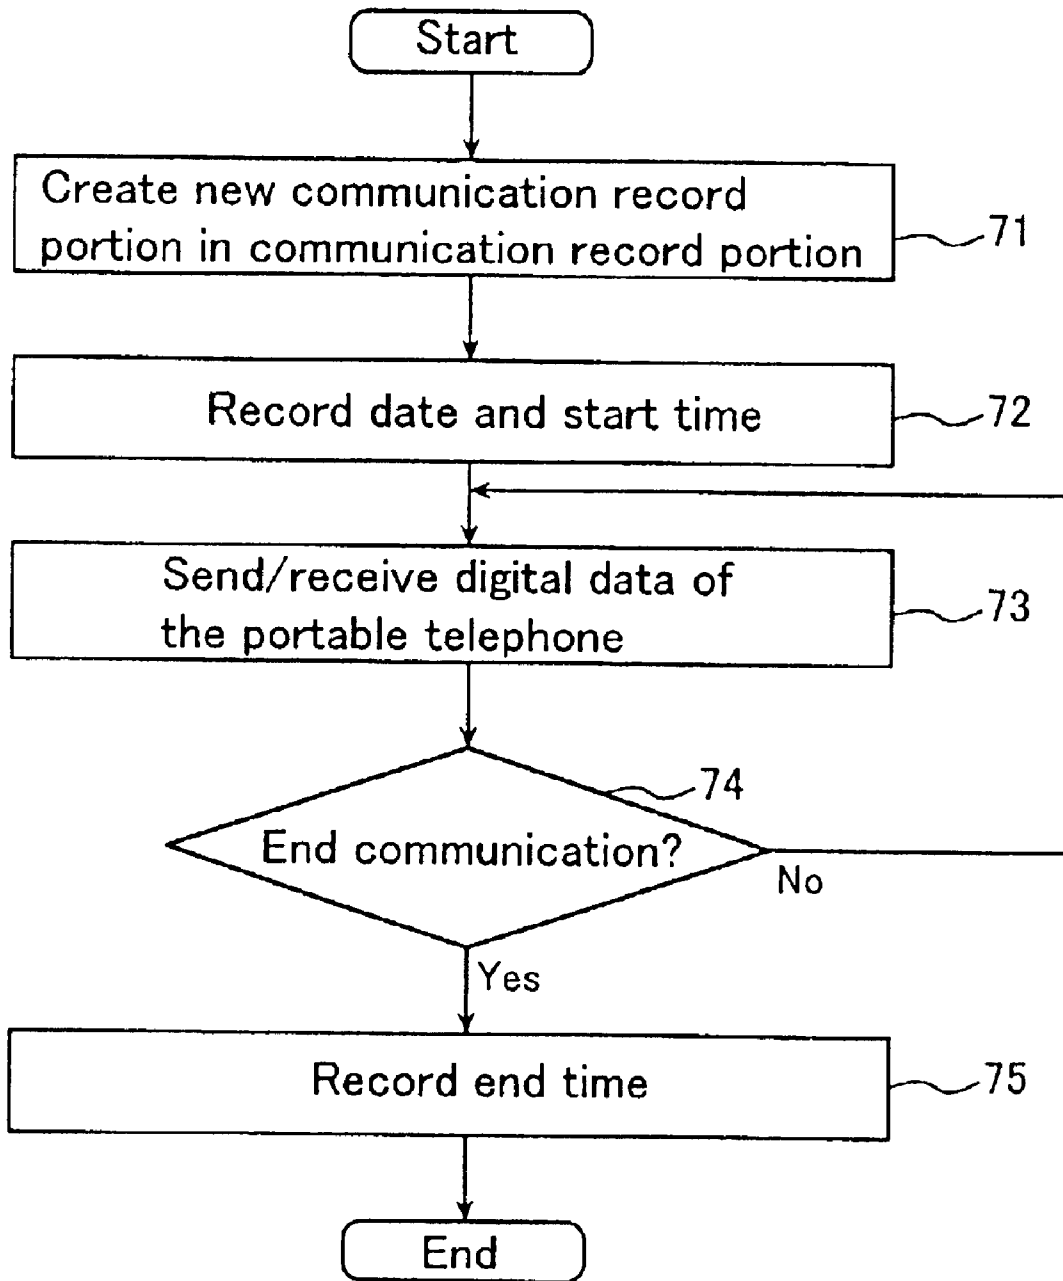 Start
Create new communication record
portion in communication record portion
71
Record date and start time
72
Send/receive digital data of
the portable telephone
73
74
End communication?
No
Yes
Record end time
75
End